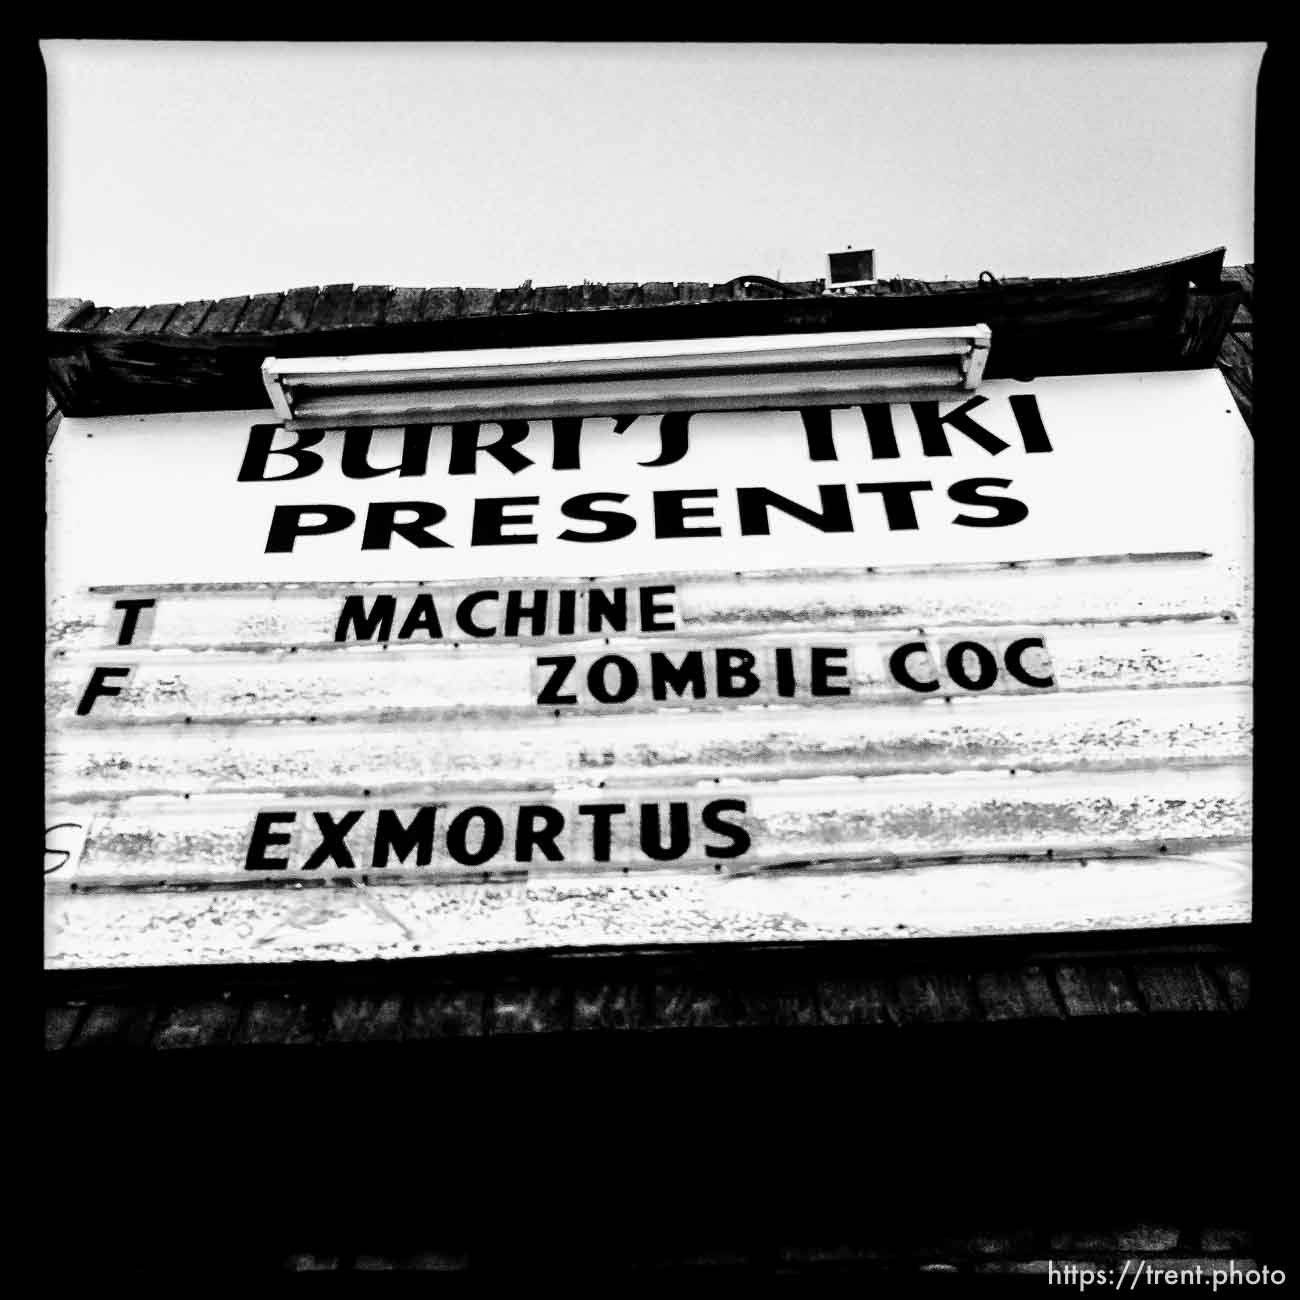 BURT'S TIKI
PRESENTS
T MACHINE
F ZOMBIE COC
S EXMORTUS
https://trent.photo